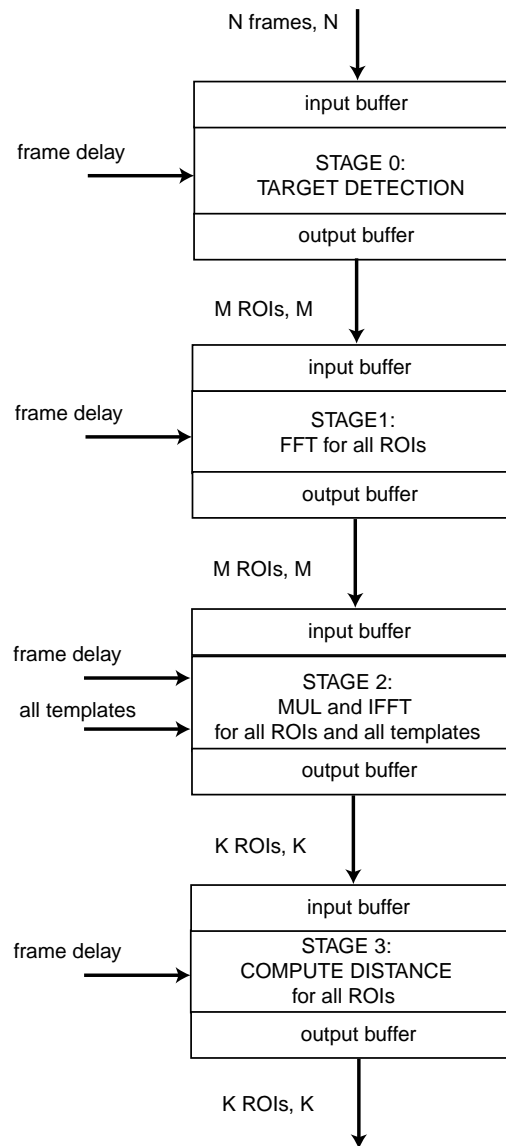 N frames, N
input buffer
frame delay
STAGE 0:
TARGET DETECTION
output buffer
M ROIs, M
input buffer
frame delay
STAGE1:
FFT for all ROIs
output buffer
M ROIs, M
input buffer
frame delay
all templates
STAGE 2:
MUL and IFFT
for all ROIs and all templates
output buffer
K ROIs, K
input buffer
frame delay
STAGE 3:
COMPUTE DISTANCE
for all ROIs
output buffer
K ROIs, K